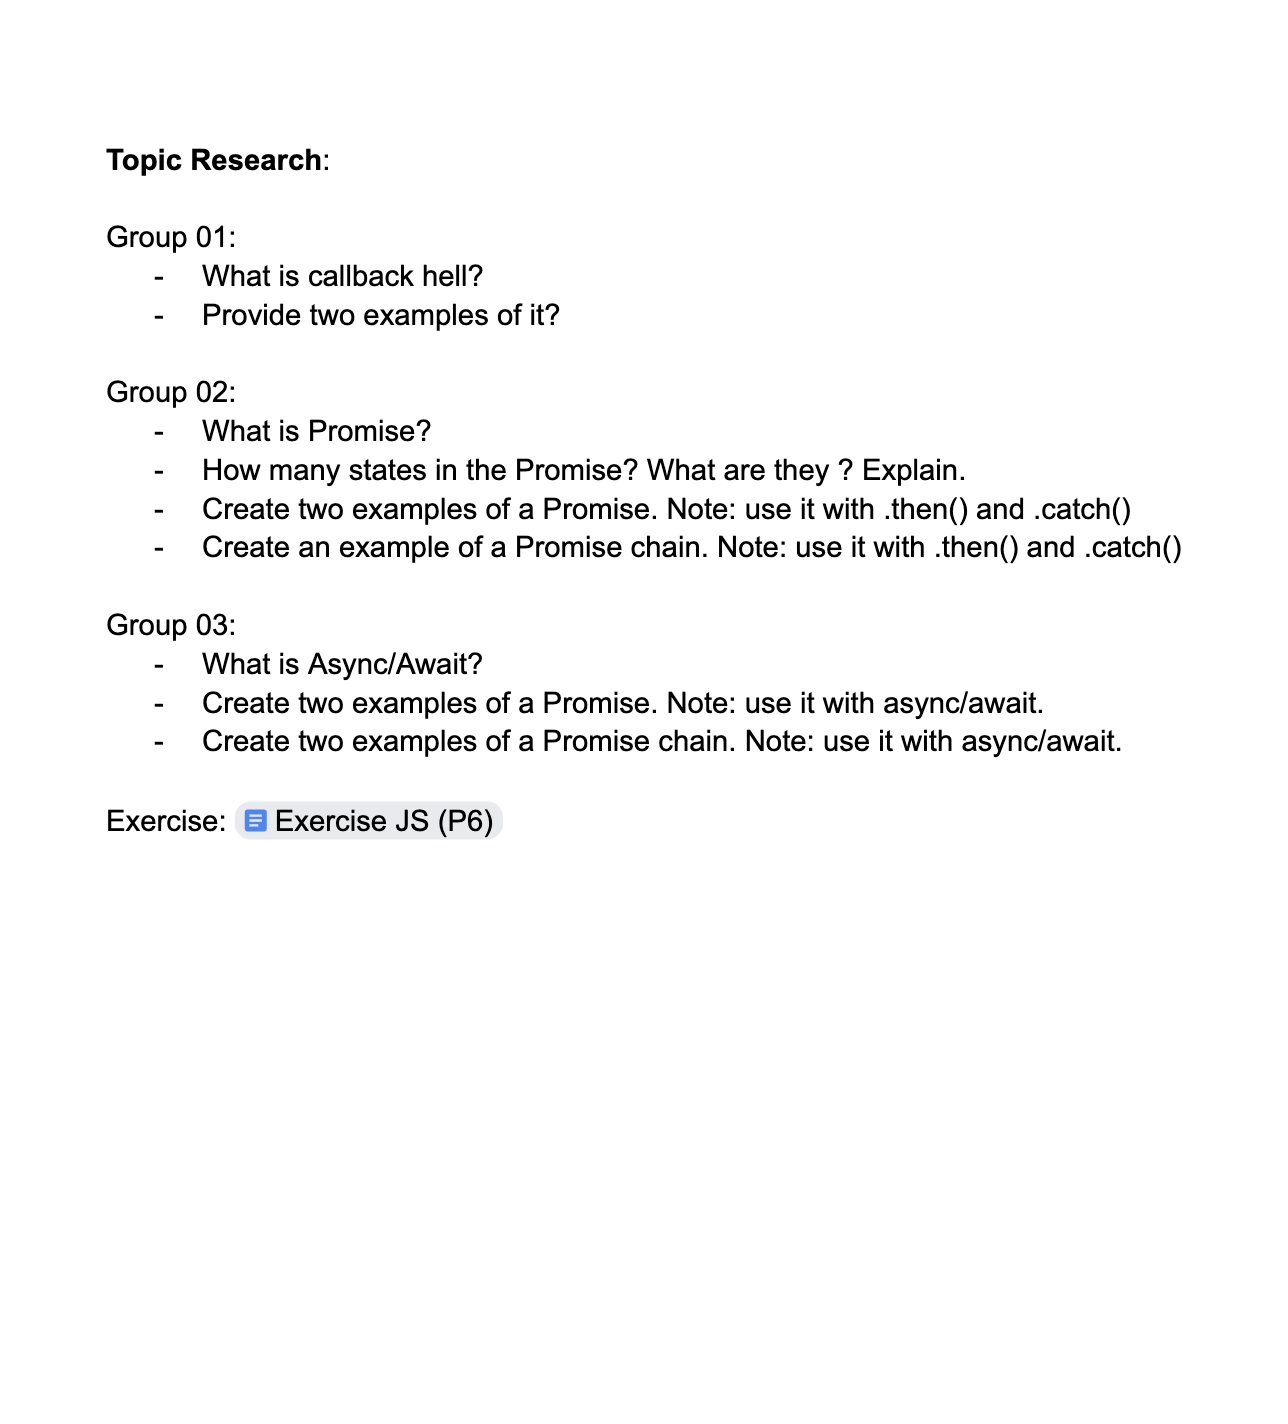 Topic Research:
Group 01:
- What is callback hell?
- Provide two examples of it?
Group 02:
- What is Promise?
- How many states in the Promise? What are they ? Explain.
- Create two examples of a Promise. Note: use it with .then() and .catch()
- Create an example of a Promise chain. Note: use it with .then() and .catch()
Group 03:
- What is Async/Await?
- Create two examples of a Promise. Note: use it with async/await.
- Create two examples of a Promise chain. Note: use it with async/await.
Exercise: Exercise JS (P6)